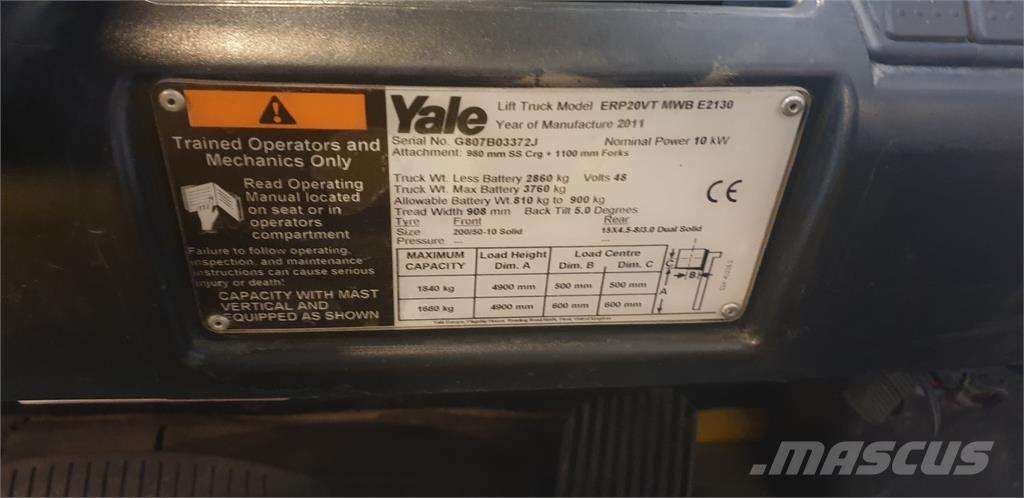 Trained Operators and
Mechanics Only
Read Operating
Manual located
on seat or in
operators
compartment
Failure to follow operating,
inspection, and maintenance
instructions can cause serious
injury or death!
CAPACITY WITH MAST
VERTICAL AND
EQUIPPED AS SHOWN
Yale
Lift Truck Model ERP20VT MWB E2130
Year of Manufacture 2011
Serial No. G807B03372J Nominal Power 10 kW
Attachment: 980 mm SS Crg + 1100 mm Forks
Truck Wt. Less Battery 2860 kg Volts 48
Truck Wt. Max Battery 3760 kg
Allowable Battery Wt. 810 kg to 900 kg
Tread Width 908 mm Back Tilt 5.0 Degrees
Tyre Front Rear
Size 200/50-10 Solid 15X4.5-8/3.0 Dual Solid
Pressure --- ---
CE
MAXIMUM CAPACITY Load Height Dim. A Load Centre Dim. B Dim. C
1840 kg 4900 mm 500 mm 500 mm
1680 kg 4900 mm 600 mm 600 mm
C
B
A
MASCUS